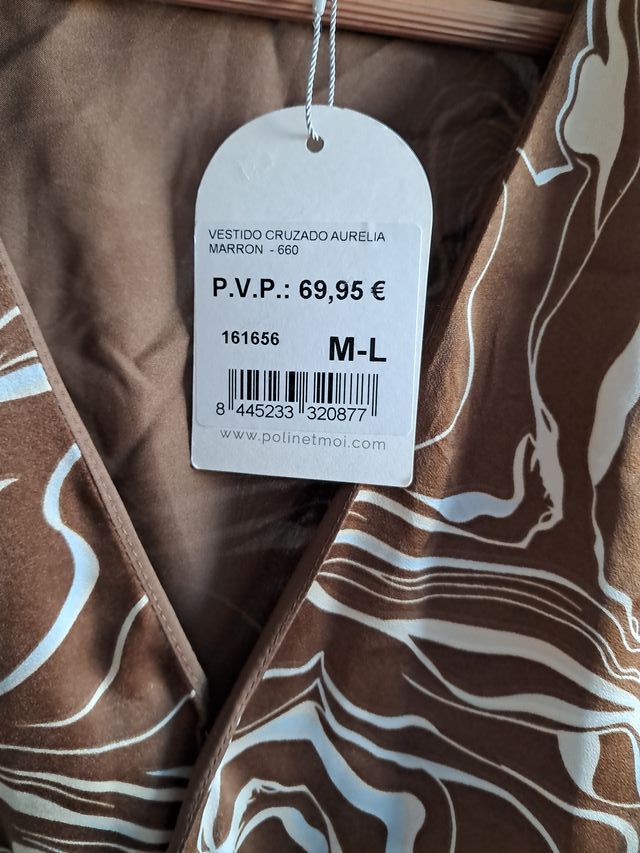 VESTIDO CRUZADO AURELIA
MARRON - 660
P.V.P.: 69,95 €
161656 M-L
8 445233 320877
www.polinetmoi.com